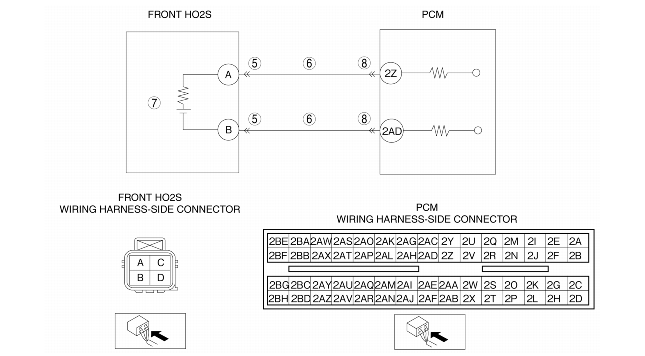 FRONT HO2S PCM
5 6 8
A 2Z
7
5 6 8
B 2AD
FRONT HO2S
WIRING HARNESS-SIDE CONNECTOR
A C
B D
PCM
WIRING HARNESS-SIDE CONNECTOR
2BE 2BA 2AW 2AS 2AO 2AK 2AG 2AC 2Y 2U 2Q 2M 2I 2E 2A
2BF 2BB 2AX 2AT 2AP 2AL 2AH 2AD 2Z 2V 2R 2N 2J 2F 2B
2BG 2BC 2AY 2AU 2AQ 2AM 2AI 2AE 2AA 2W 2S 2O 2K 2G 2C
2BH 2BD 2AZ 2AV 2AR 2AN 2AJ 2AF 2AB 2X 2T 2P 2L 2H 2D